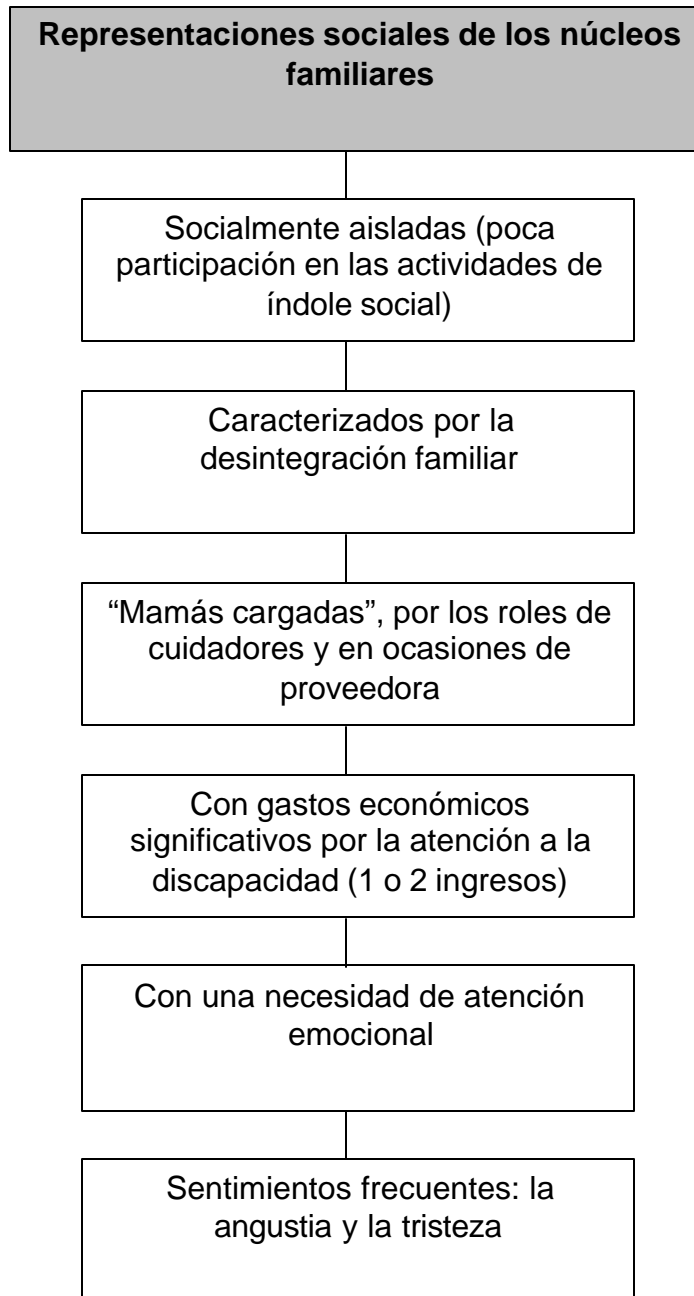 Representaciones sociales de los núcleos
familiares
Socialmente aisladas (poca
participación en las actividades de
índole social)
Caracterizados por la
desintegración familiar
“Mamás cargadas”, por los roles de
cuidadores y en ocasiones de
proveedora
Con gastos económicos
significativos por la atención a la
discapacidad (1 o 2 ingresos)
Con una necesidad de atención
emocional
Sentimientos frecuentes: la
angustia y la tristeza